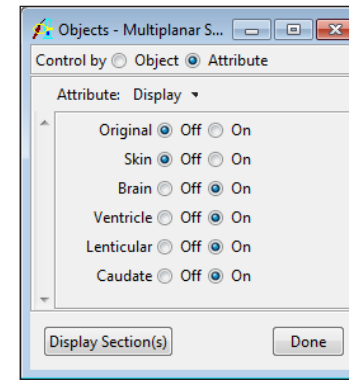 Objects - Multiplanar S...
Control by Object Attribute
Attribute: Display
Original Off On
Skin Off On
Brain Off On
Ventricle Off On
Lenticular Off On
Caudate Off On
Display Section(s) Done